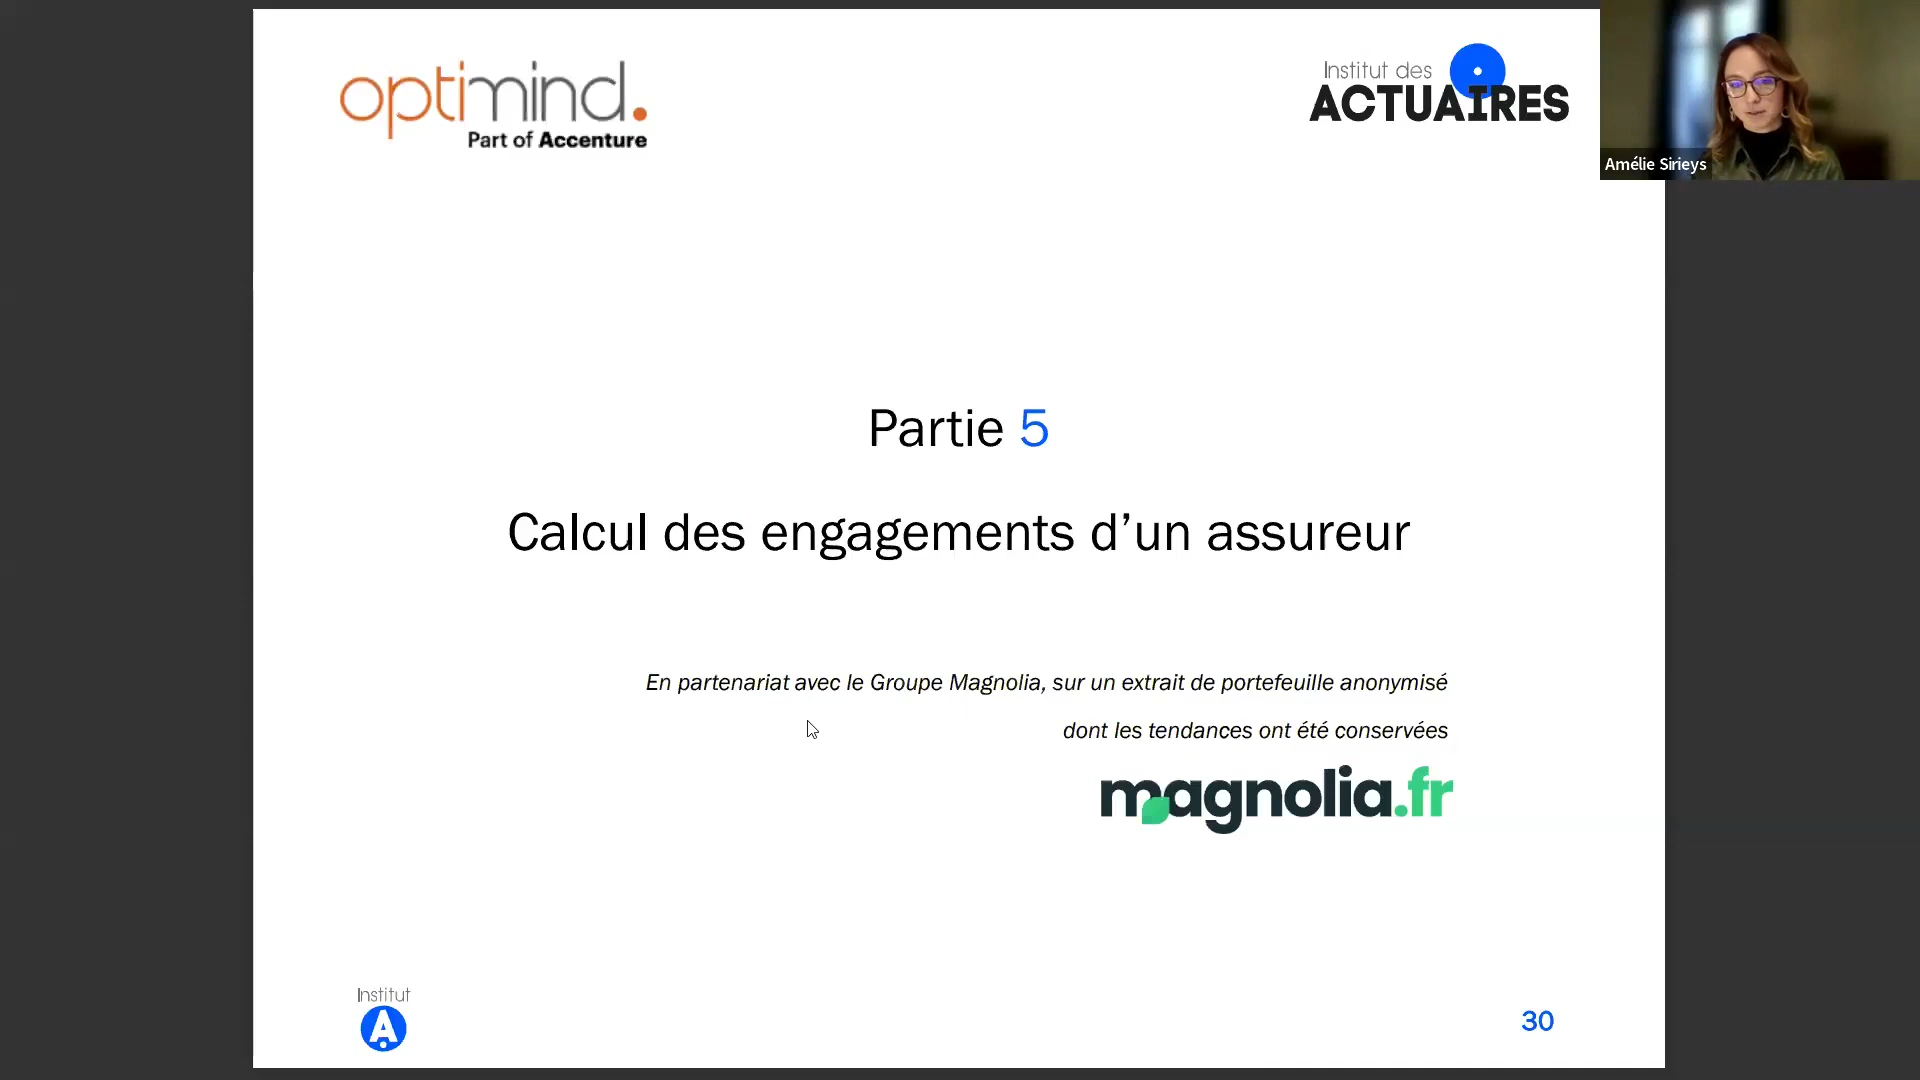 optimind.
Part of Accenture
Institut des
ACTUAIRES
Amélie Sirieys
Partie 5
Calcul des engagements d’un assureur
En partenariat avec le Groupe Magnolia, sur un extrait de portefeuille anonymisé
dont les tendances ont été conservées
magnolia.fr
Institut
A
30